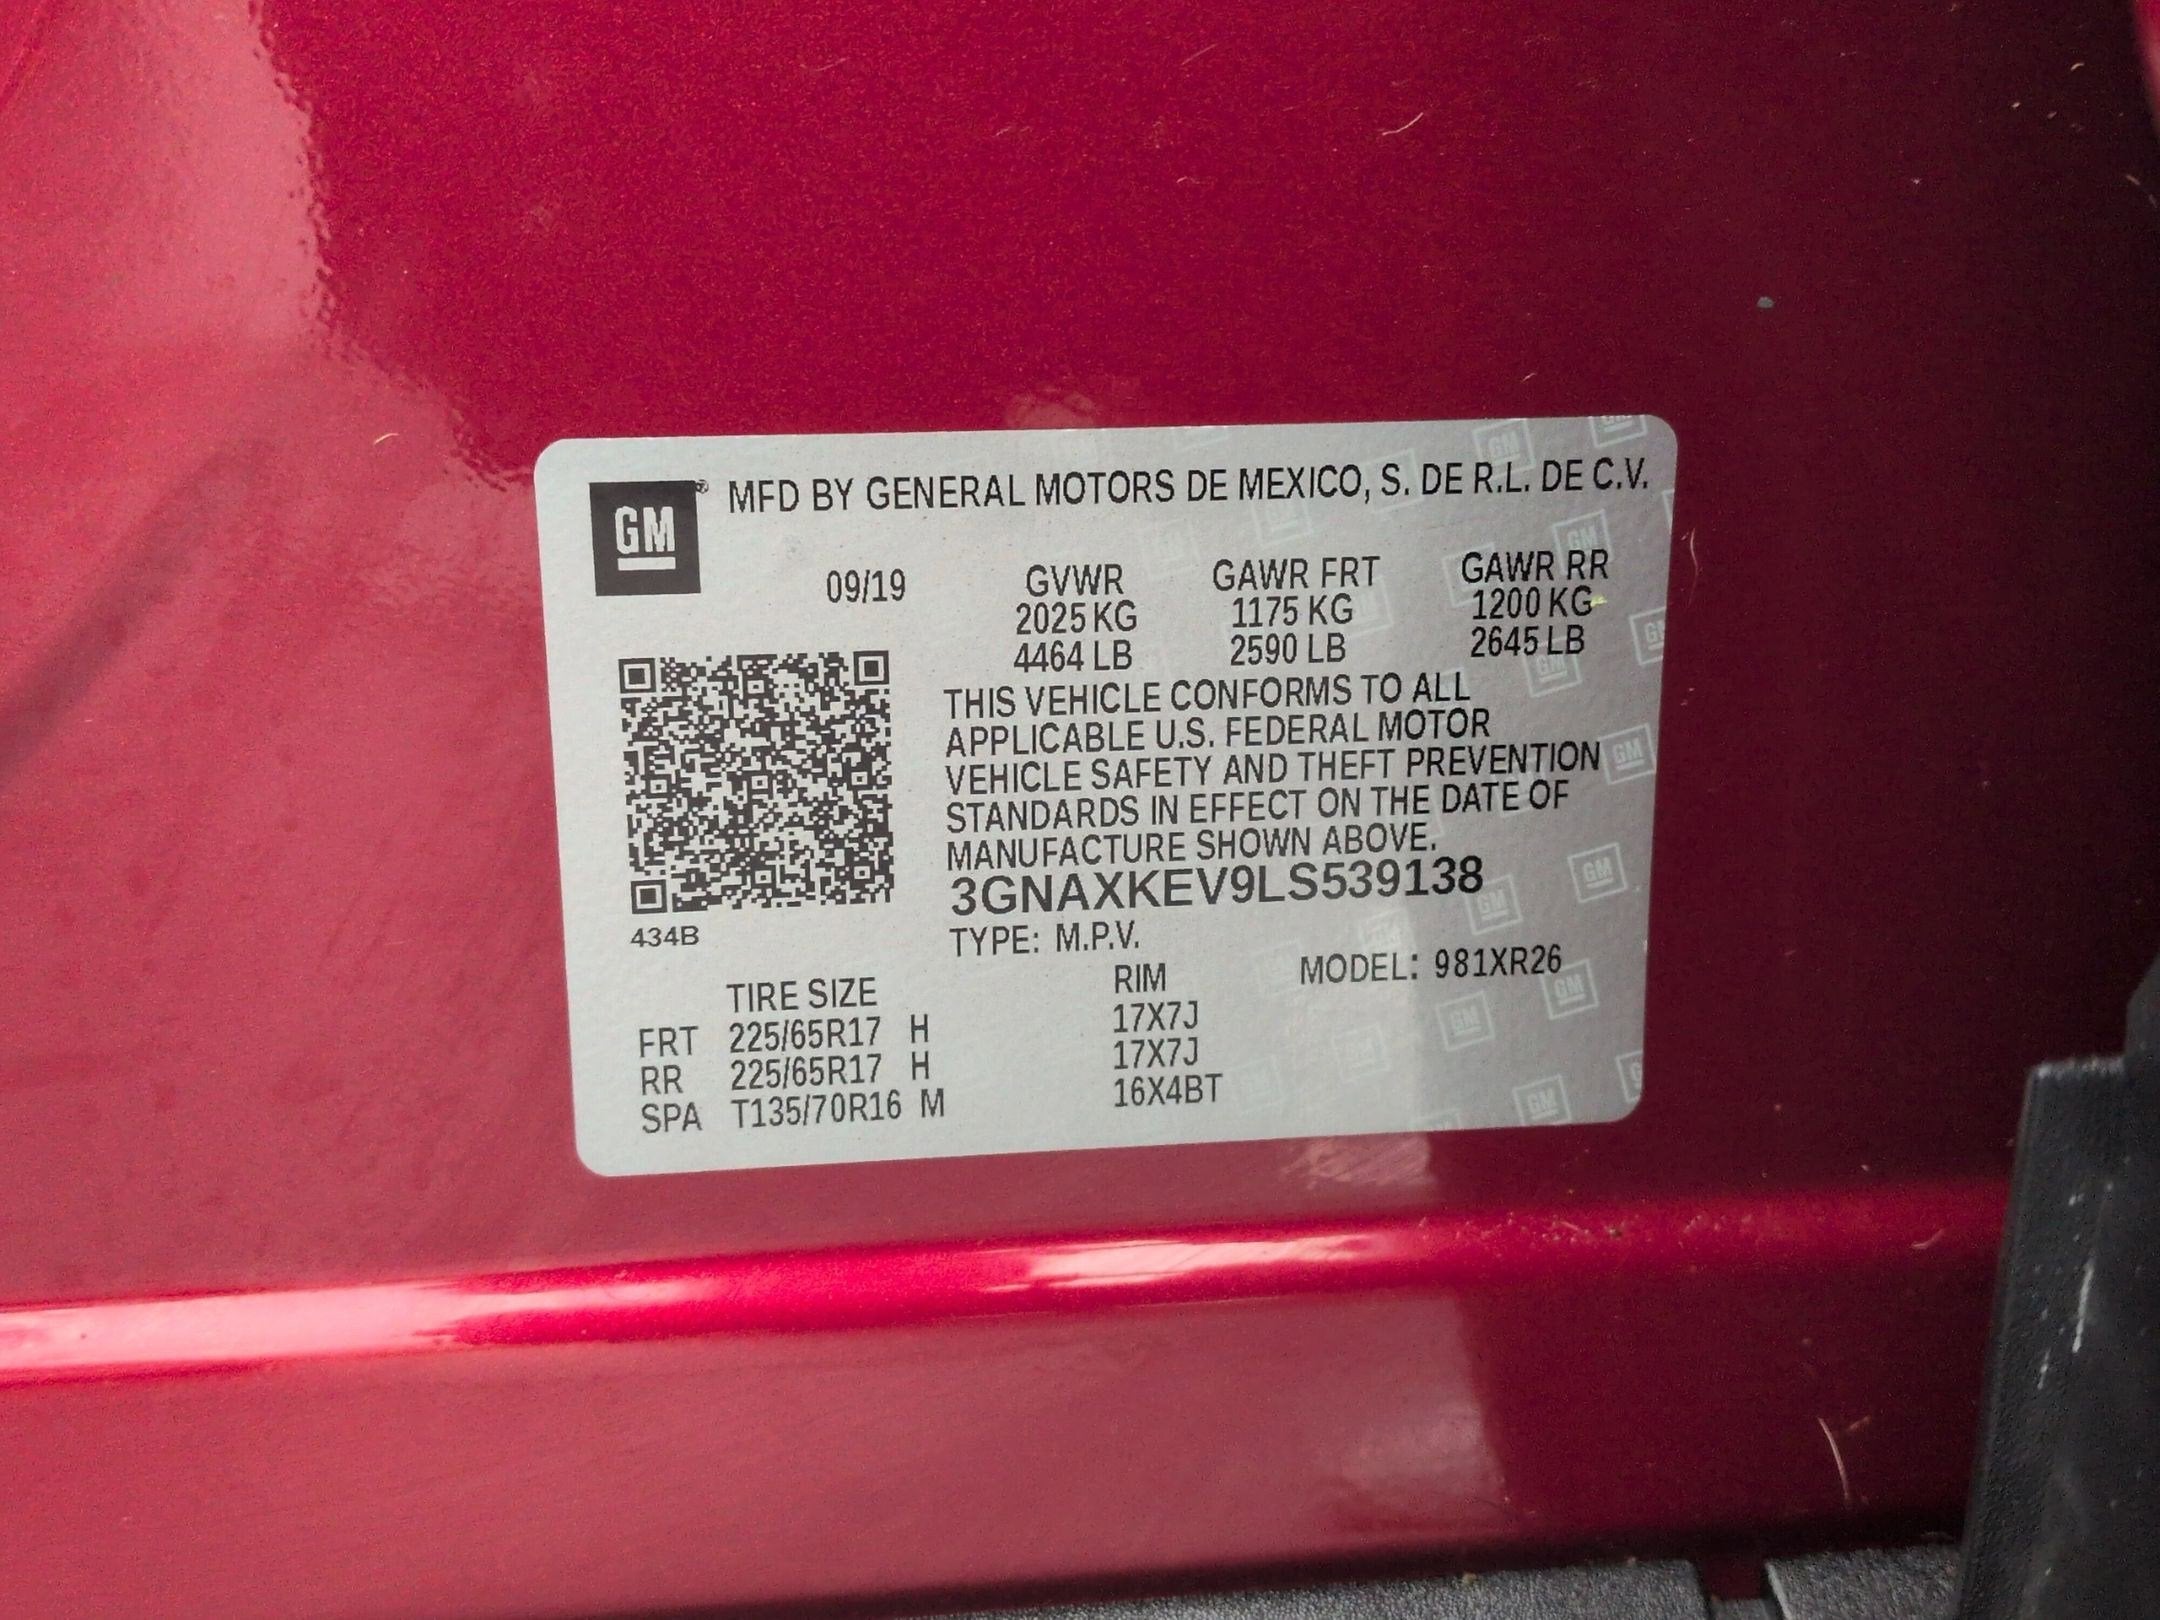 GM® MFD BY GENERAL MOTORS DE MEXICO, S. DE R.L. DE C.V.
09/19 GVWR GAWR FRT GAWR RR
2025 KG 1175 KG 1200 KG
4464 LB 2590 LB 2645 LB
THIS VEHICLE CONFORMS TO ALL
APPLICABLE U.S. FEDERAL MOTOR
VEHICLE SAFETY AND THEFT PREVENTION
STANDARDS IN EFFECT ON THE DATE OF
MANUFACTURE SHOWN ABOVE.
3GNAXKEV9LS539138
434B
TYPE: M.P.V.
MODEL: 981XR26
TIRE SIZE RIM
FRT 225/65R17 H 17X7J
RR 225/65R17 H 17X7J
SPA T135/70R16 M 16X4BT